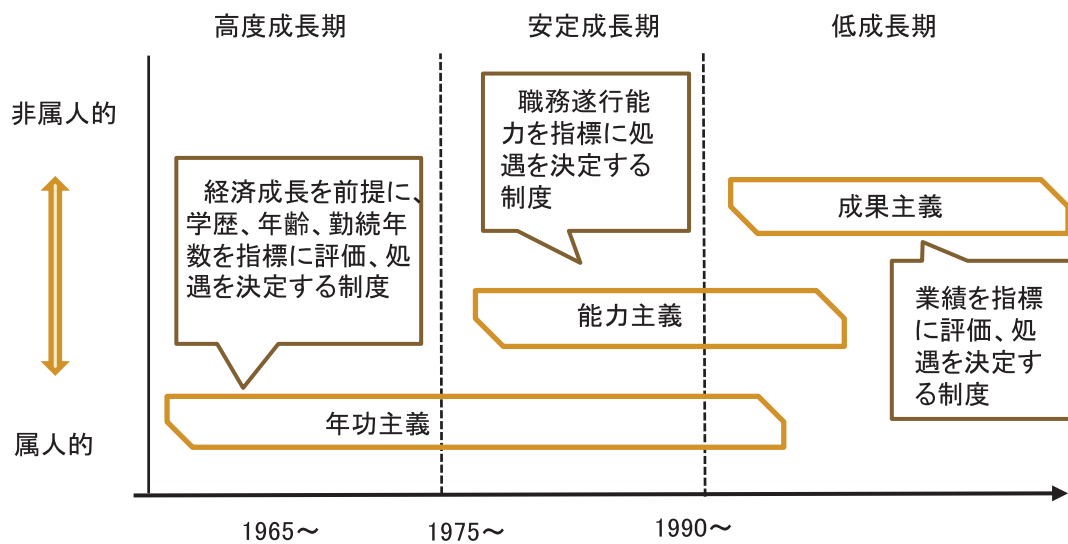 高度成長期
安定成長期
低成長期
非属人的
職務遂行能
力を指標に処
遇を決定する
制度
経済成長を前提に、
学歴、年齢、勤続年
数を指標に評価、処
遇を決定する制度
成果主義
能力主義
業績を指標
に評価、処
遇を決定す
る制度
年功主義
属人的
1965～
1975～
1990～